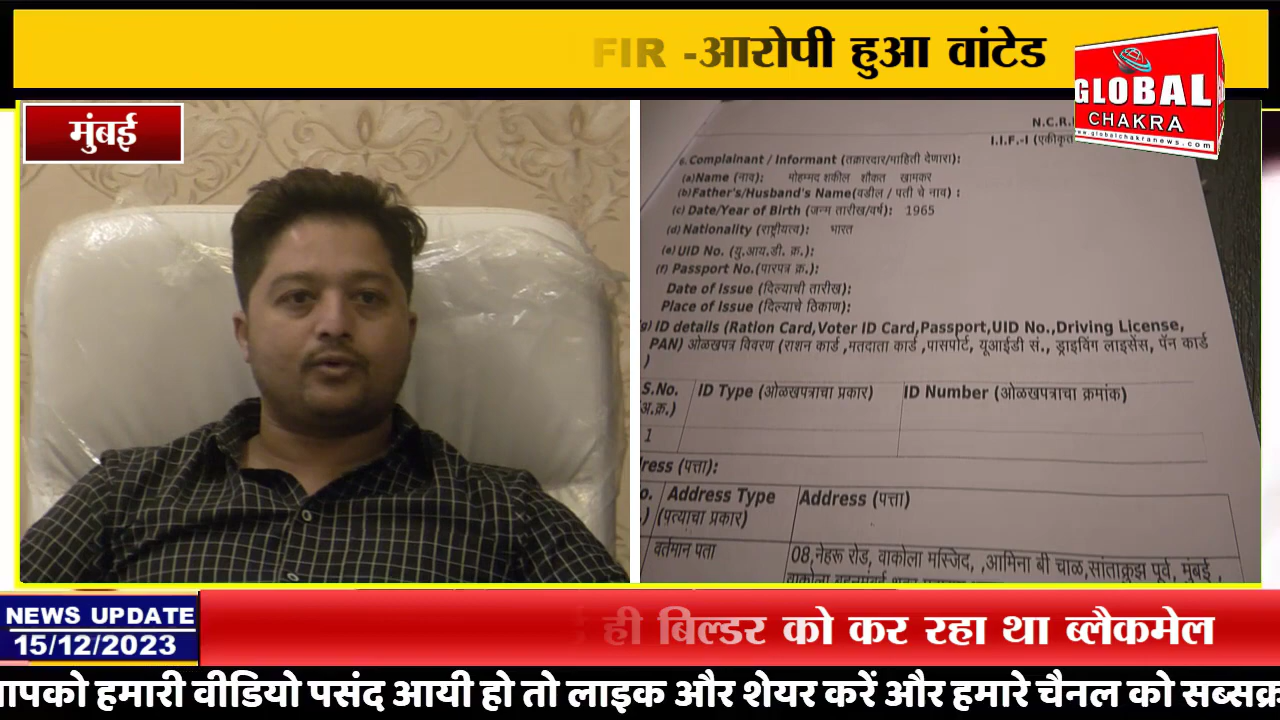 FIR -आरोपी हुआ वांटेड
GLOBAL
CHAKRA
www.globalchakranews.com
मुंबई
I.I.F.-I
c. Complainant / Informant (तक्रारदार/माहिती देणारा):
(a) Name (नाव): मोहम्मद शकील शौकत खामकर
(b) Father's/Husband's Name(वडील / पती चे नाव) :
(c) Date/Year of Birth (जन्म तारीख/वर्ष): 1965
(d) Nationality (राष्ट्रीयत्व): भारत
(e) UID No. (यु.आय.डी. क्र.):
(f) Passport No.(पारपत्र क्र.):
Date of Issue (दिल्याची तारीख):
Place of Issue (दिल्याचे ठिकाण):
g) ID details (Ration Card,Voter ID Card,Passport,UID No.,Driving License,
PAN) ओळखपत्र विवरण (राशन कार्ड ,मतदाता कार्ड ,पासपोर्ट, यूआईडी सं., ड्राइविंग लाइसेंस, पॅन कार्ड
)
S.No. ID Type (ओळखपत्राचा प्रकार) ID Number (ओळखपत्राचा क्रमांक)
अ.क्र.)
1
ress (पत्ता):
o. Address Type Address (पत्ता)
) (पत्याचा प्रकार)
वर्तमान पता 08,नेहरू रोड, वाकोला मस्जिद, ,आमिना बी चाळ,सांताक्रुझ पूर्व, मुंबई ,
NEWS UPDATE
15/12/2023
ही बिल्डर को कर रहा था ब्लैकमेल
आपको हमारी वीडियो पसंद आयी हो तो लाइक और शेयर करें और हमारे चैनल को सब्सक्र